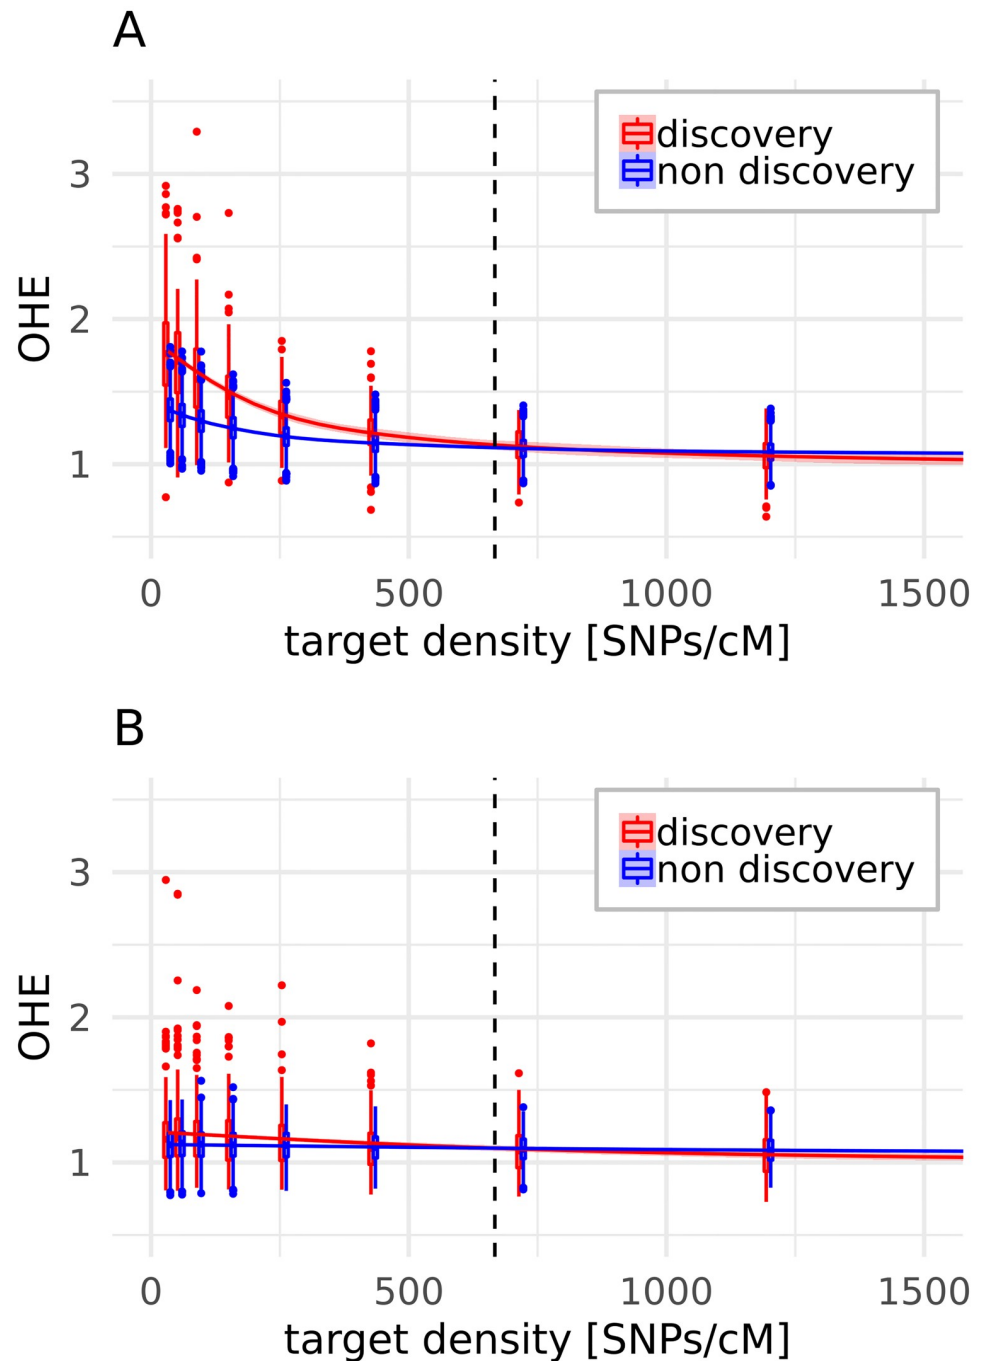 A
3
2
1
OHE
discovery
non discovery
0 500 1000 1500
target density [SNPs/cM]
B
3
2
1
OHE
discovery
non discovery
0 500 1000 1500
target density [SNPs/cM]